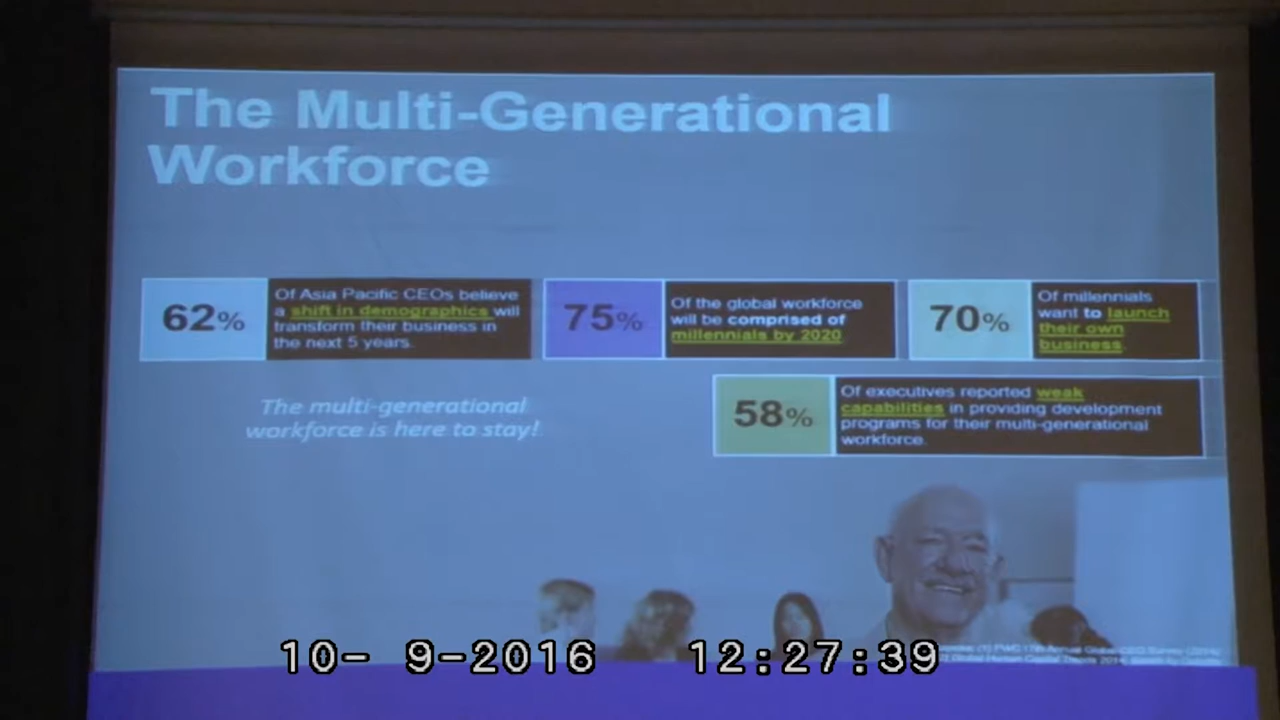 The Multi-Generational
Workforce
62%
Of Asia Pacific CEOs believe
a shift in demographics will
transform their business in
the next 5 years.
75%
Of the global workforce
will be comprised of
millennials by 2020
70%
Of millennials
want to launch
their own
business.
The multi-generational
workforce is here to stay!
58%
Of executives reported weak
capabilities in providing development
programs for their multi-generational
workforce.
10- 9-2016 12:27:39